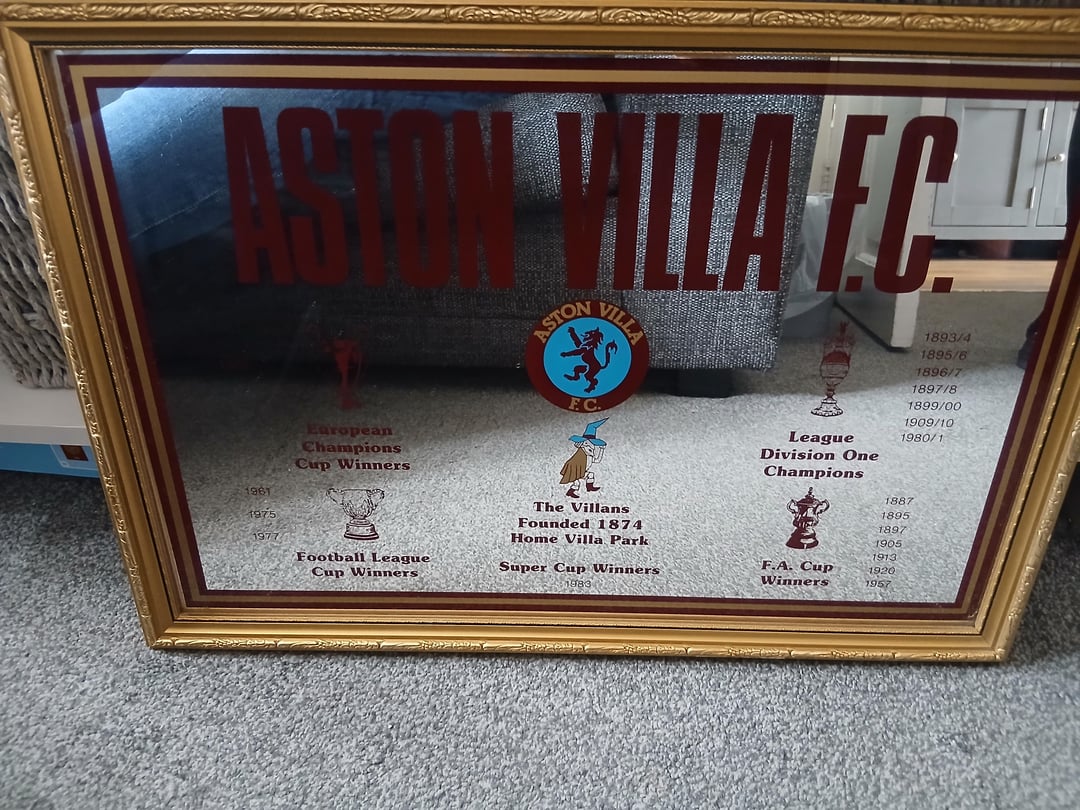 ASTON VILLA F.C.
ASTON VILLA
F.C.
European
Champions
Cup Winners
League
Division One
Champions
1893/4
1895/6
1896/7
1897/8
1899/00
1909/10
1980/1
1961
1975
1977
Football League
Cup Winners
The Villans
Founded 1874
Home Villa Park
Super Cup Winners
1983
F.A. Cup
Winners
1887
1895
1897
1905
1913
1920
1957